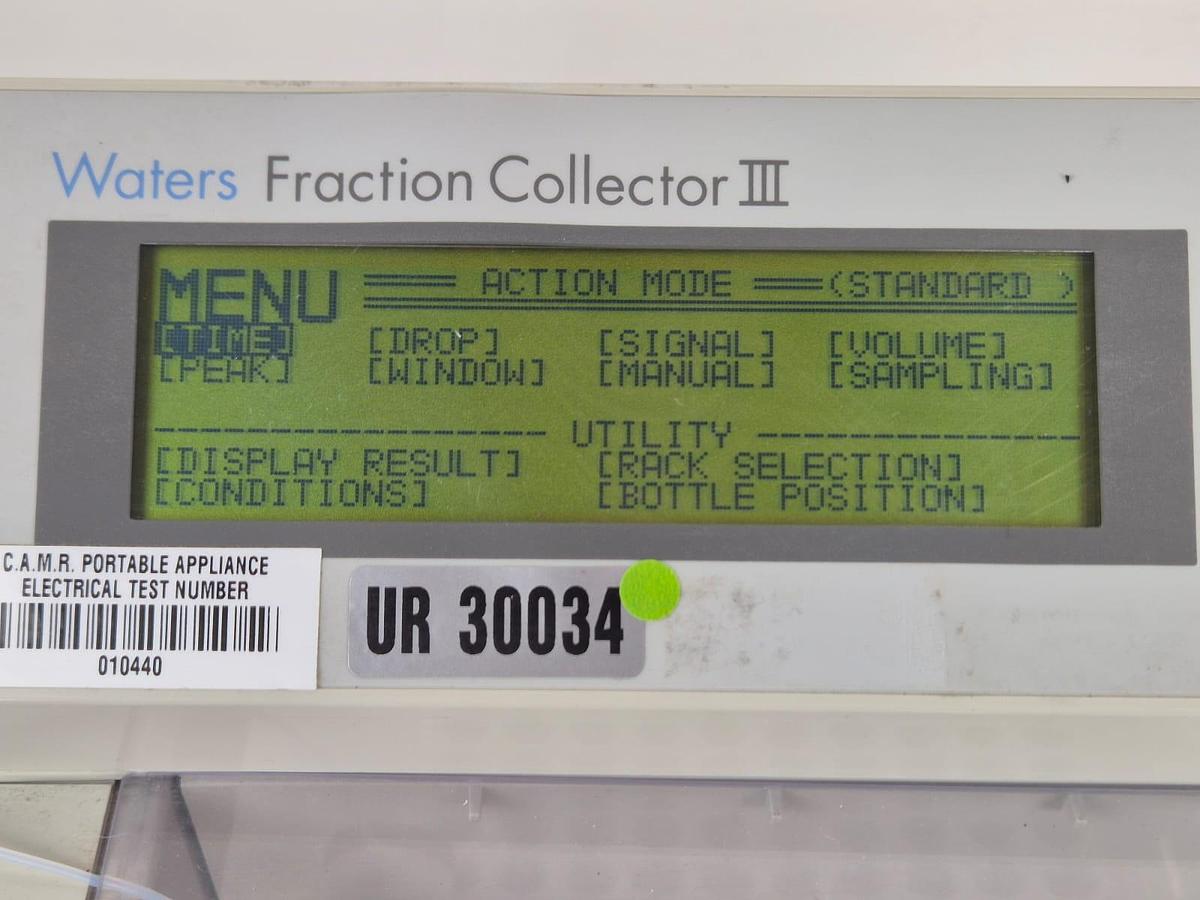 Waters Fraction Collector III
MENU ACTION MODE (STANDARD )
[TIME] [DROP] [SIGNAL] [VOLUME]
[PEAK] [WINDOW] [MANUAL] [SAMPLING]
UTILITY
[DISPLAY RESULT] [RACK SELECTION]
[CONDITIONS] [BOTTLE POSITION]
C.A.M.R. PORTABLE APPLIANCE
ELECTRICAL TEST NUMBER
010440
UR 30034